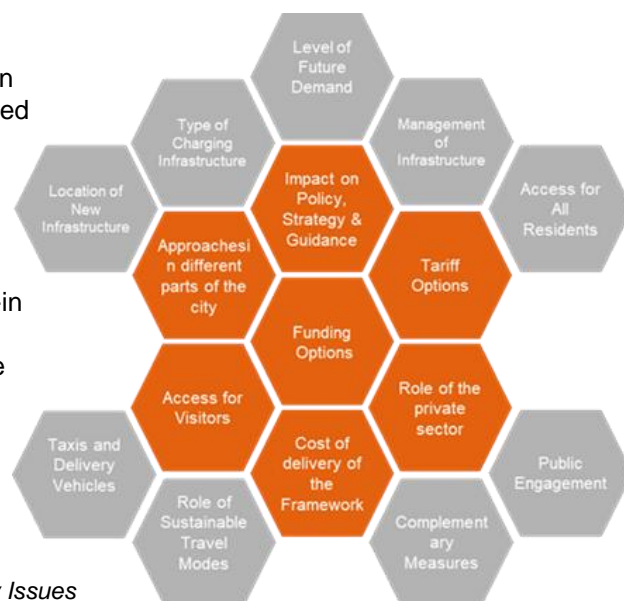 n
ed
in
e
Issues
Level of
Future
Demand
Type of
Charging
Infrastructure
Management
of
Infrastructure
Location of
New
Infrastructure
Impact on
Policy,
Strategy &
Guidance
Access for
All
Residents
Approachesi
n different
parts of the
city
Tariff
Options
Funding
Options
Access for
Visitors
Role of the
private
sector
Taxis and
Delivery
Vehicles
Cost of
delivery of
the
Framework
Public
Engagement
Role of
Sustainable
Travel
Modes
Complement
ary
Measures